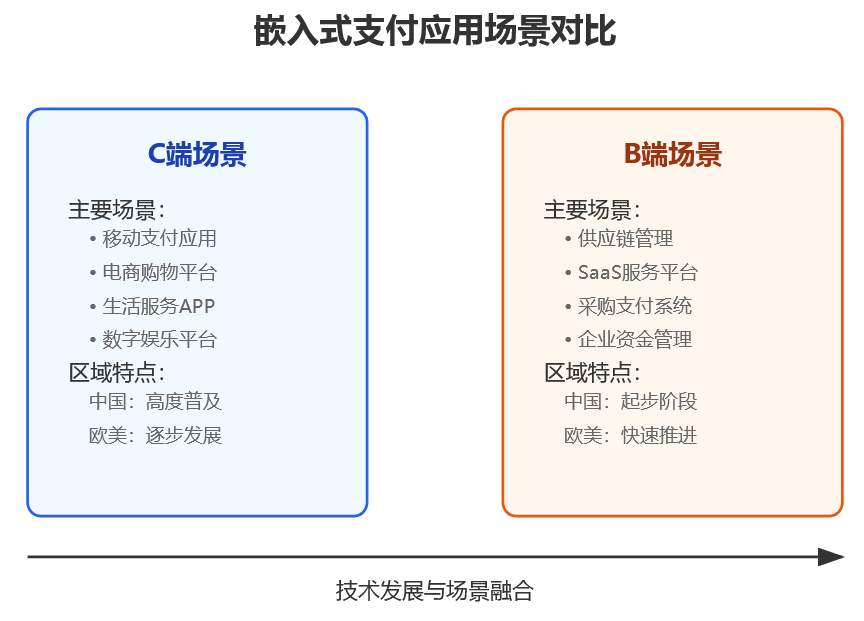 嵌入式支付应用场景对比
C端场景
主要场景：
• 移动支付应用
• 电商购物平台
• 生活服务APP
• 数字娱乐平台
区域特点：
中国：高度普及
欧美：逐步发展
B端场景
主要场景：
• 供应链管理
• SaaS服务平台
• 采购支付系统
• 企业资金管理
区域特点：
中国：起步阶段
欧美：快速推进
技术发展与场景融合